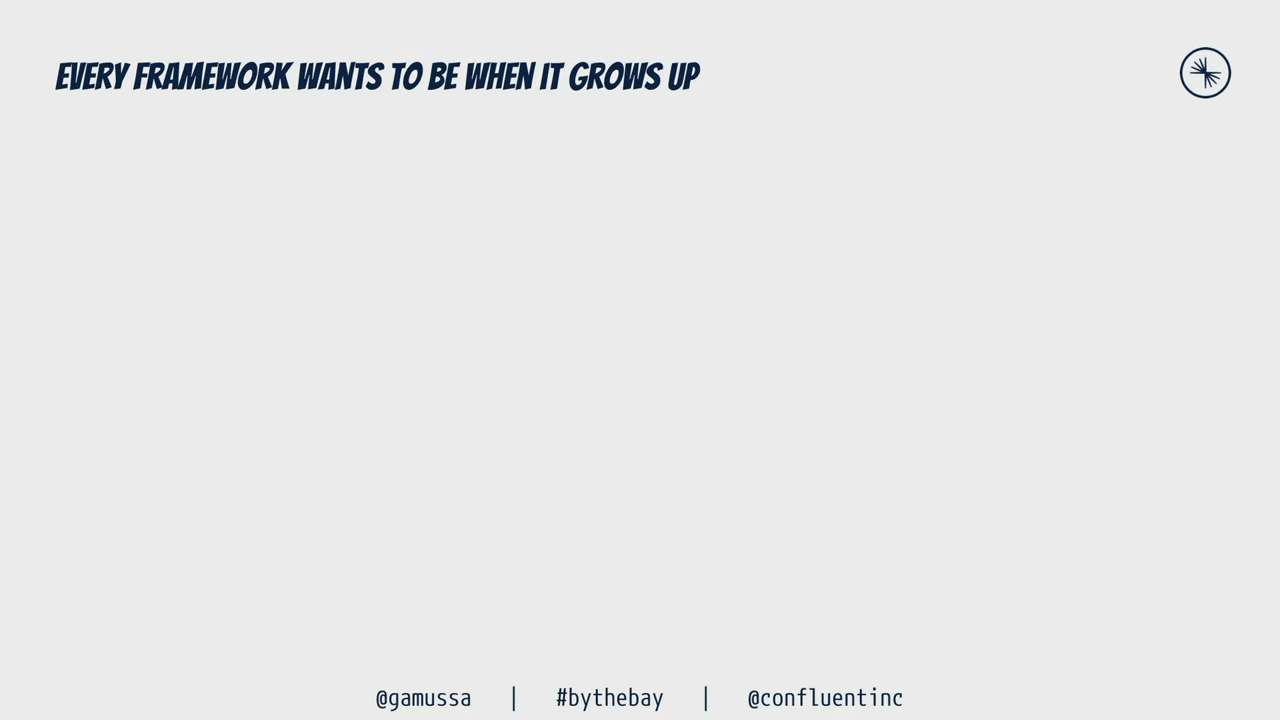 EVERY FRAMEWORK WANTS TO BE WHEN IT GROWS UP
@gamussa | #bythebay | @confluentinc